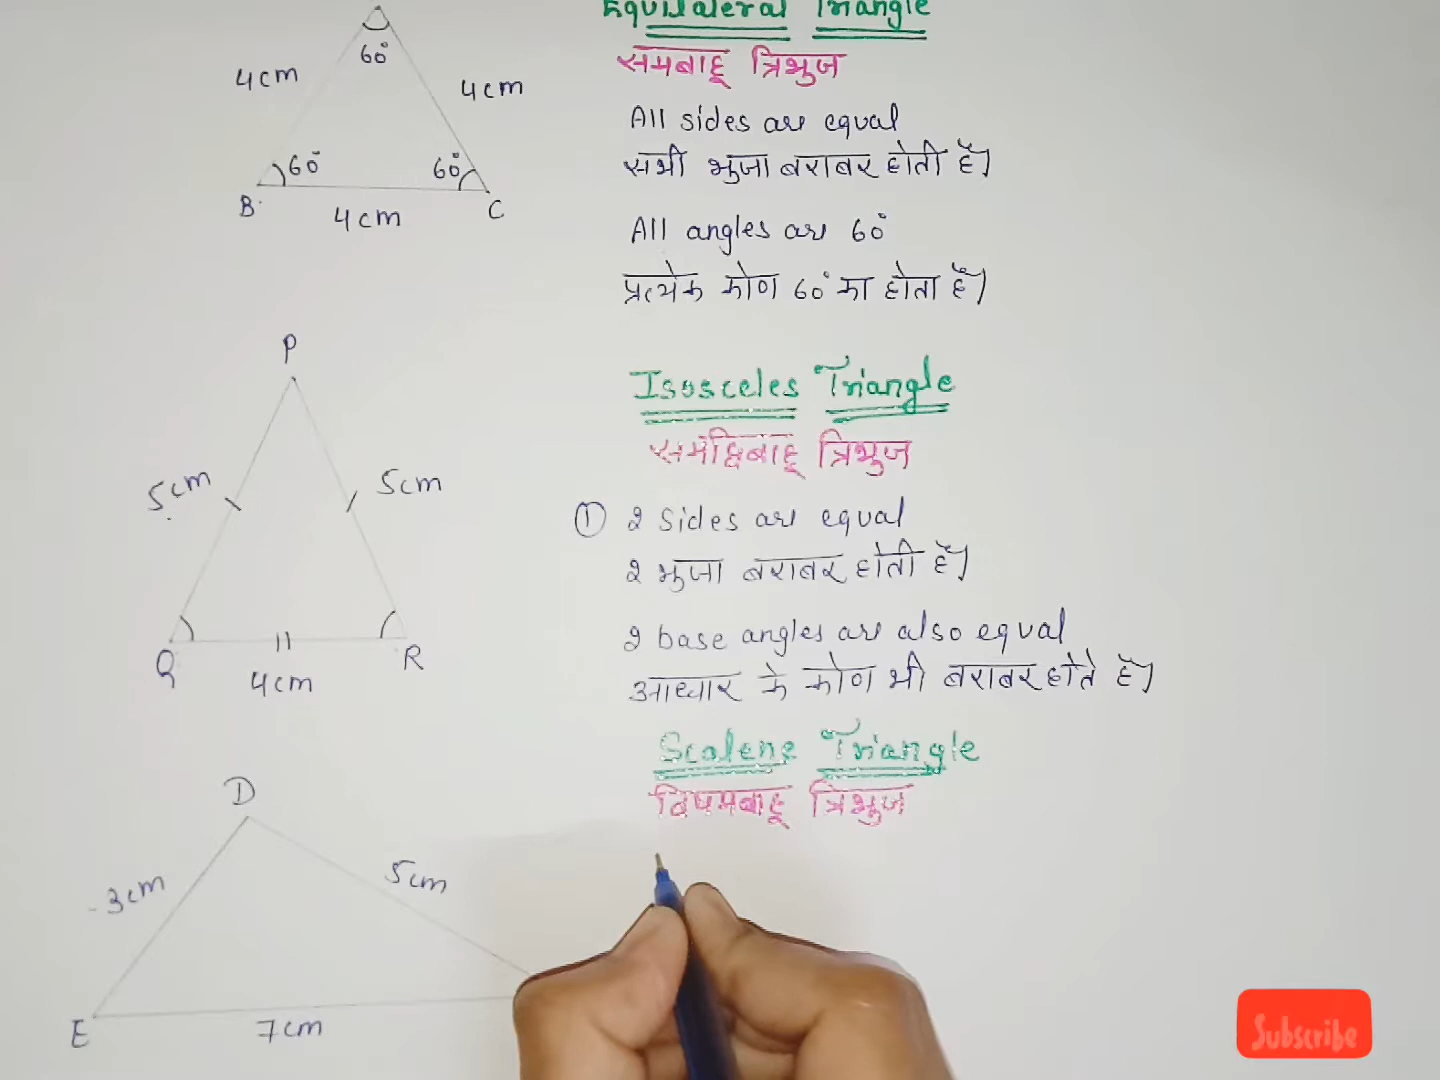 Equilateral Triangle
समबाहू त्रिभुज
All sides are equal
सभी भुजा बराबर होती हैं।
All angles are 60°
प्रत्येक कोण 60° का होता हैं।
60°
4cm
4cm
60°
60°
B
4cm
C
Isosceles Triangle
समद्विबाहू त्रिभुज
① 2 sides are equal
2 भुजा बराबर होती हैं।
2 base angles are also equal
आधार के कोण भी बराबर होते हैं।
P
5cm
5cm
Q
4cm
R
Scalene Triangle
विषमबाहू त्रिभुज
D
3cm
5cm
E
7cm
Subscribe